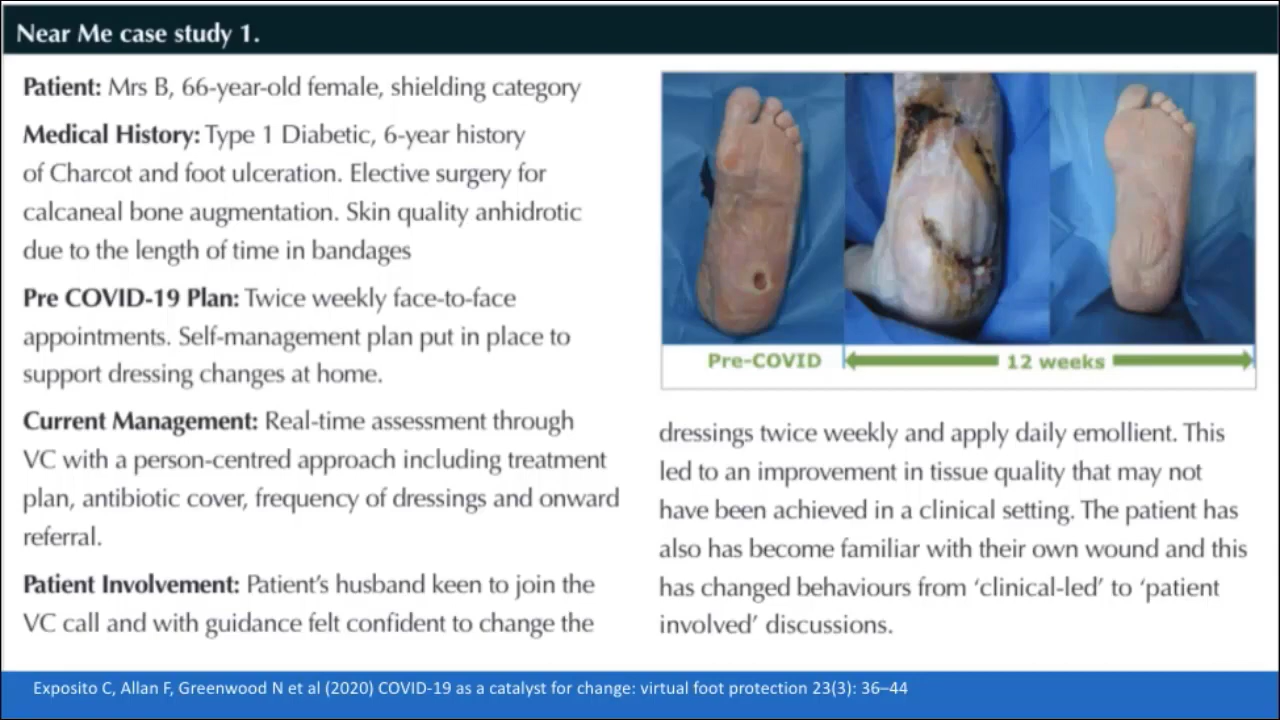 Near Me case study 1.
Patient: Mrs B, 66-year-old female, shielding category
Medical History: Type 1 Diabetic, 6-year history
of Charcot and foot ulceration. Elective surgery for
calcaneal bone augmentation. Skin quality anhidrotic
due to the length of time in bandages
Pre COVID-19 Plan: Twice weekly face-to-face
appointments. Self-management plan put in place to
support dressing changes at home.
Current Management: Real-time assessment through
VC with a person-centred approach including treatment
plan, antibiotic cover, frequency of dressings and onward
referral.
Patient Involvement: Patient's husband keen to join the
VC call and with guidance felt confident to change the
Pre-COVID
12 weeks
dressings twice weekly and apply daily emollient. This
led to an improvement in tissue quality that may not
have been achieved in a clinical setting. The patient has
also has become familiar with their own wound and this
has changed behaviours from ‘clinical-led’ to ‘patient
involved’ discussions.
Exposito C, Allan F, Greenwood N et al (2020) COVID-19 as a catalyst for change: virtual foot protection 23(3): 36–44